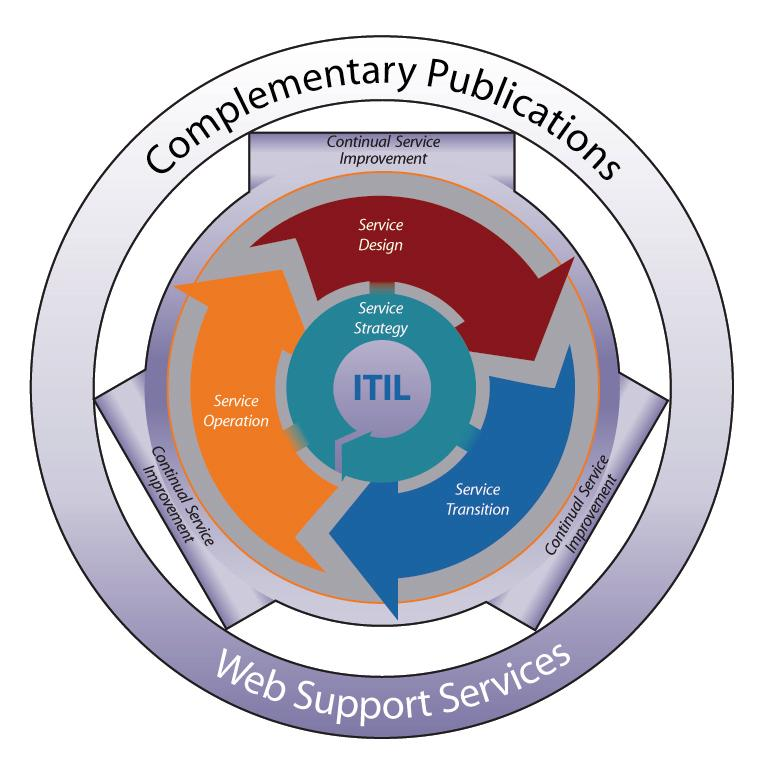 Complementary Publications
Continual Service
Improvement
Service
Design
Service
Strategy
ITIL
Service
Operation
Service
Transition
Continual Service
Improvement
Continual Service
Improvement
Web Support Services